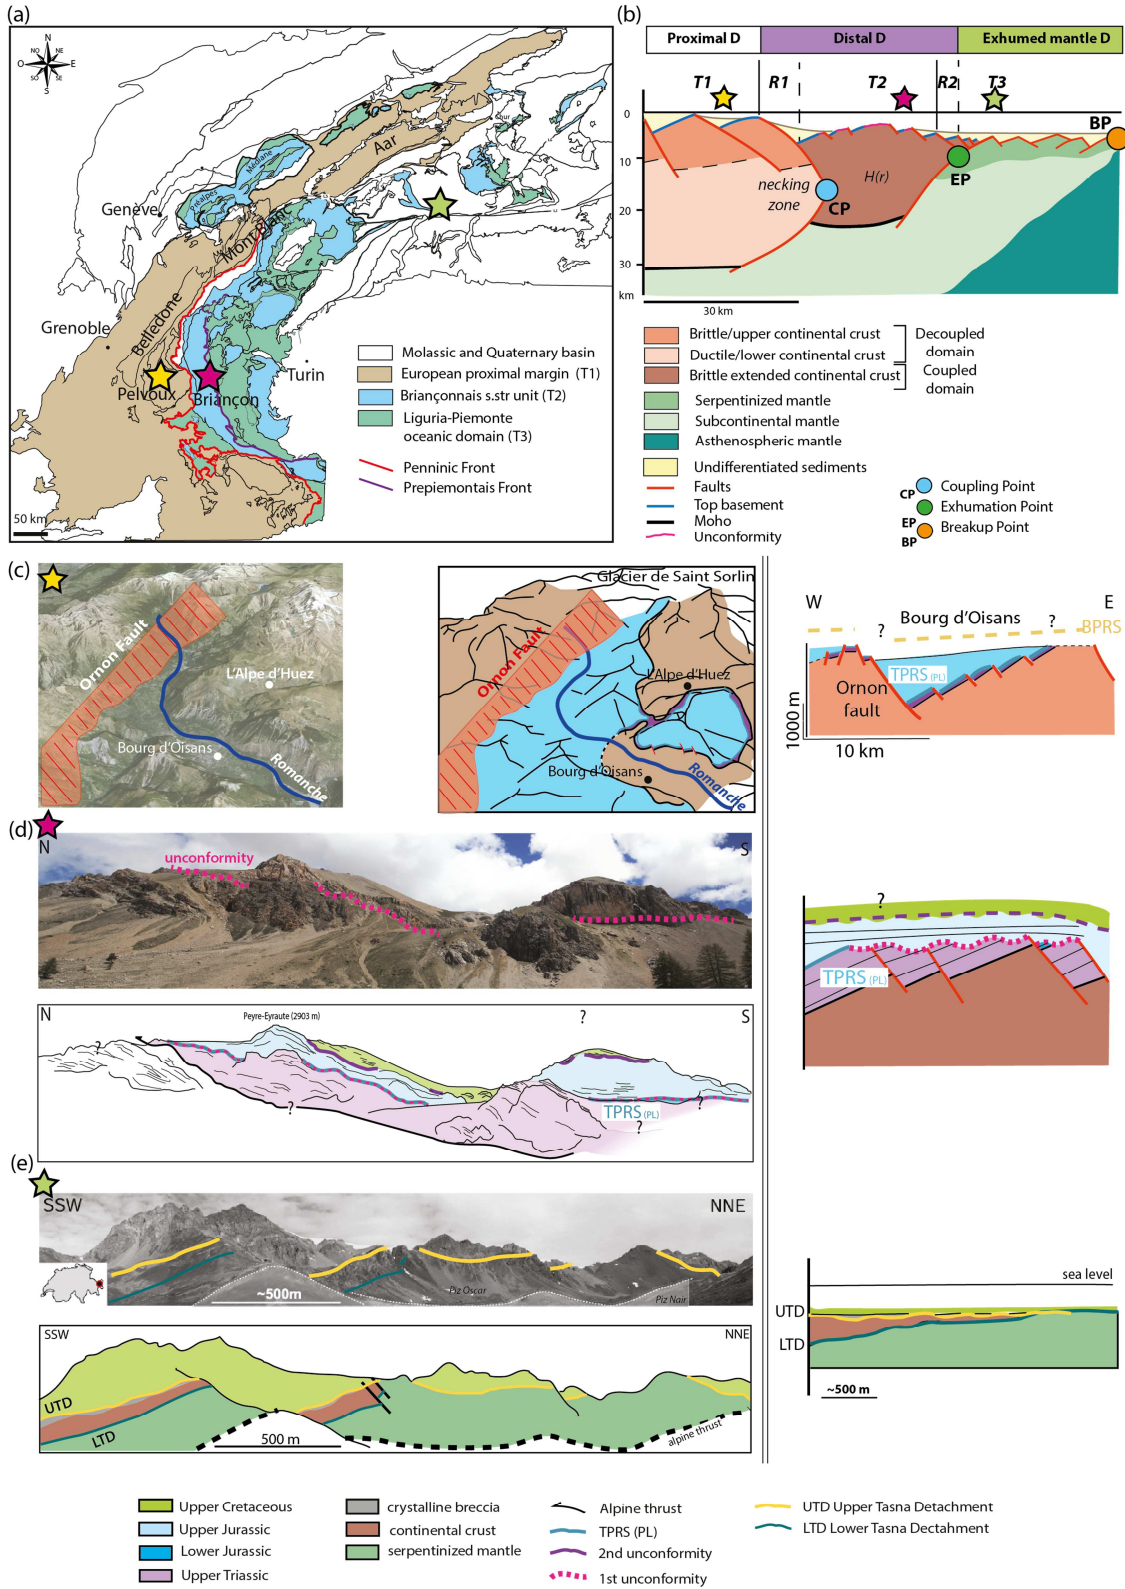 (a)
N
NO
NE
O
E
SO
SE
S
Aar
Chur
Médiane
Préalpes
Genève
Mont Blanc
Belledone
Grenoble
Pelvoux
Briançon
Turin
Molassic and Quaternary basin
European proximal margin (T1)
Briançonnais s.str unit (T2)
Liguria-Piemonte
oceanic domain (T3)
Penninic Front
Prepiemontais Front
50 km
(b)
Proximal D
Distal D
Exhumed mantle D
T1
R1
T2
R2
T3
BP
0
10
20
30
km
necking
zone
CP
H(r)
EP
30 km
Brittle/upper continental crust
Ductile/lower continental crust
Brittle extended continental crust
Decoupled
domain
Coupled
domain
Serpentinized mantle
Subcontinental mantle
Asthenospheric mantle
Undifferentiated sediments
Faults
Top basement
Moho
Unconformity
CP
Coupling Point
Exhumation Point
EP
Breakup Point
BP
(c)
Ornon Fault
L'Alpe d'Huez
Bourg d'Oisans
Romanche
Glacier de Saint Sorlin
Ornon Fault
L'Alpe d'Huez
Bourg d'Oisans
Romanche
W
E
Bourg d'Oisans
?
?
BPRS
TPRS (PL)
Ornon
fault
1000 m
10 km
(d)
N
S
unconformity
N
Peyre-Eyraute (2903 m)
?
S
?
?
TPRS (PL)
?
?
?
TPRS (PL)
(e)
SSW
NNE
~500m
Piz Oscar
Piz Nair
SSW
NNE
UTD
LTD
500 m
alpine thrust
sea level
UTD
LTD
~500 m
Upper Cretaceous
Upper Jurassic
Lower Jurassic
Upper Triassic
crystalline breccia
continental crust
serpentinized mantle
Alpine thrust
TPRS (PL)
2nd unconformity
1st unconformity
UTD Upper Tasna Detachment
LTD Lower Tasna Dectahment